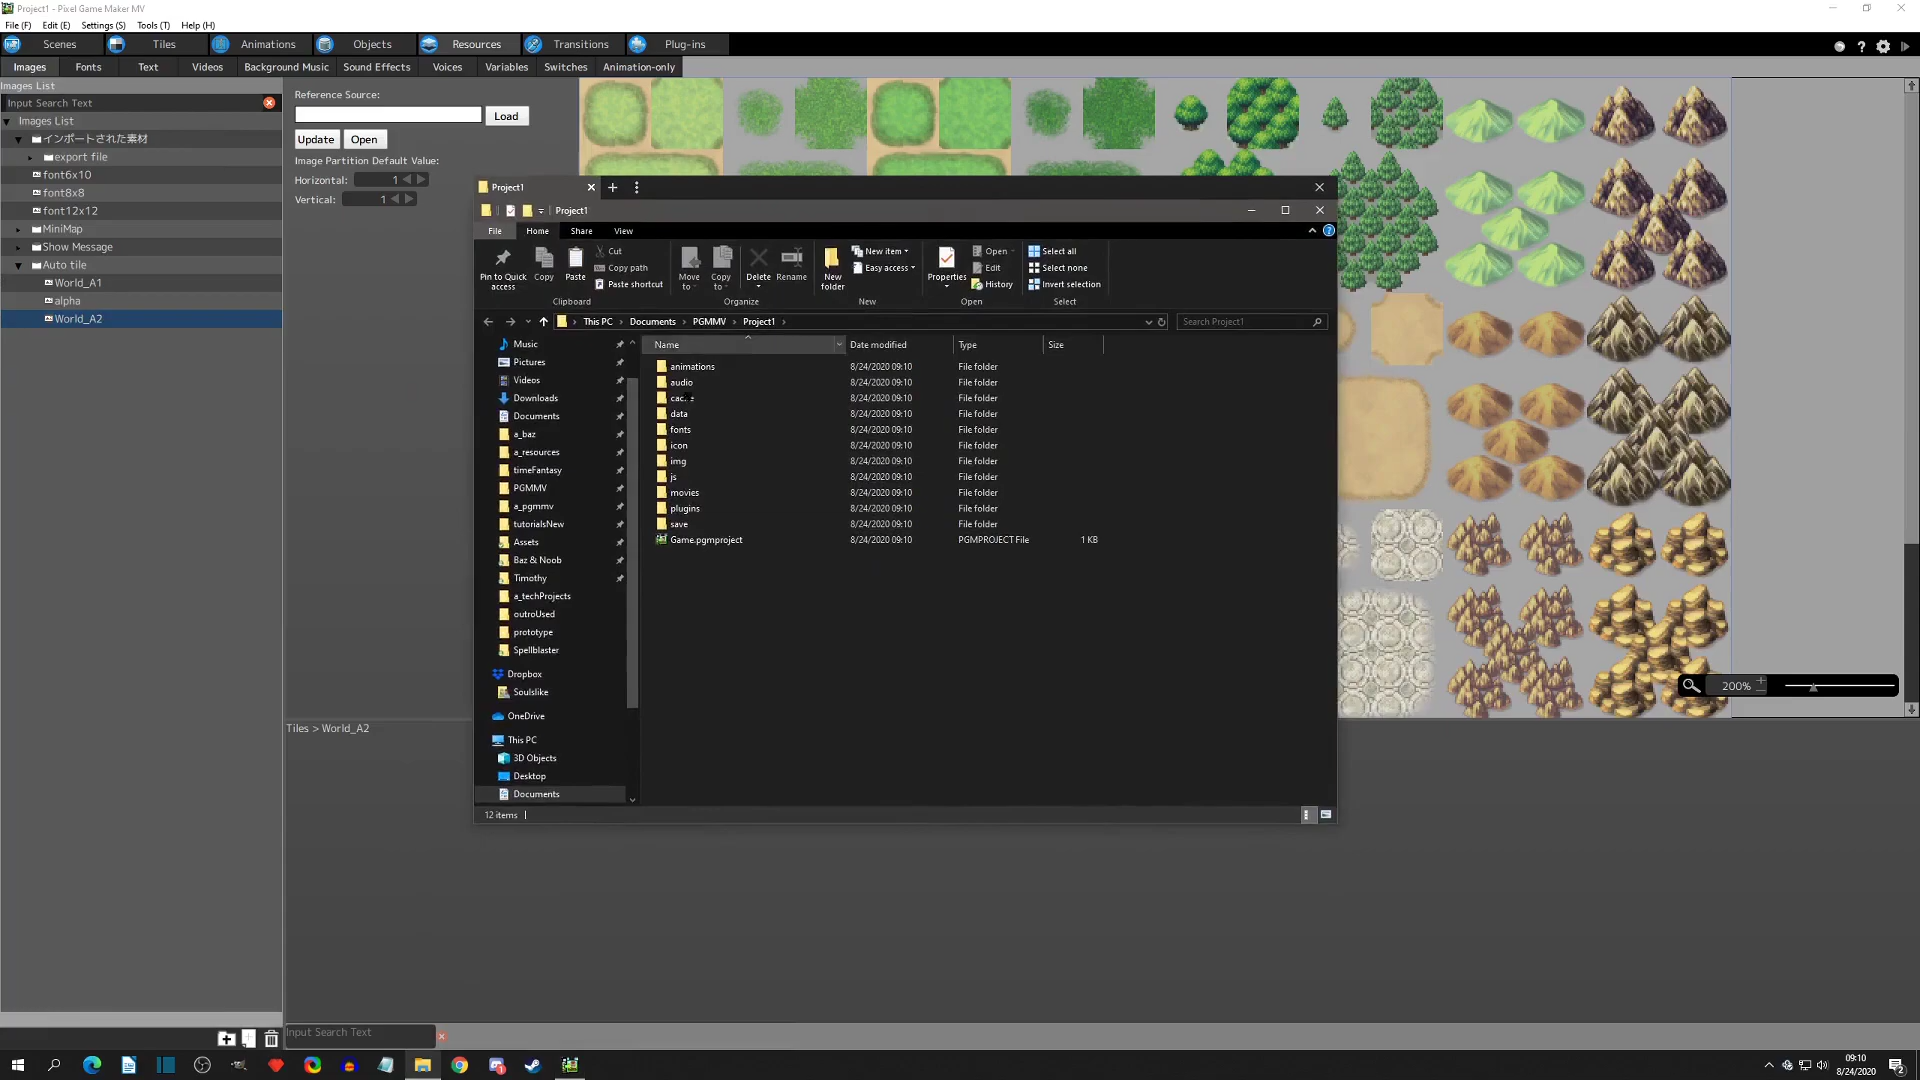 Project1 - Pixel Game Maker MV
File (F) Edit (E) Settings (S) Tools (T) Help (H)
Scenes Tiles Animations Objects Resources Transitions Plug-ins
Images Fonts Text Videos Background Music Sound Effects Voices Variables Switches Animation-only
Images List
Input Search Text
Images List
インポートされた素材
export file
font6x10
font8x8
font12x12
MiniMap
Show Message
Auto tile
World_A1
alpha
World_A2
Reference Source:
Load
Update Open
Image Partition Default Value:
Horizontal: 1
Vertical: 1
Project1
Project1
File Home Share View
Pin to Quick access
Copy
Paste
Cut
Copy path
Paste shortcut
Clipboard
Move to
Copy to
Delete
Rename
Organize
New folder
New item
Easy access
New
Properties
Open
Edit
History
Open
Select all
Select none
Invert selection
Select
This PC Documents PGMMV Project1
Search Project1
Music
Pictures
Videos
Downloads
Documents
a_baz
a_resources
timeFantasy
PGMMV
a_pgmmv
tutorialsNew
Assets
Baz & Noob
Timothy
a_techProjects
outroUsed
prototype
Spellblaster
Dropbox
Soulslike
OneDrive
This PC
3D Objects
Desktop
Documents
Name Date modified Type Size
animations 8/24/2020 09:10 File folder
audio 8/24/2020 09:10 File folder
cache 8/24/2020 09:10 File folder
data 8/24/2020 09:10 File folder
fonts 8/24/2020 09:10 File folder
icon 8/24/2020 09:10 File folder
img 8/24/2020 09:10 File folder
js 8/24/2020 09:10 File folder
movies 8/24/2020 09:10 File folder
plugins 8/24/2020 09:10 File folder
save 8/24/2020 09:10 File folder
Game.pgmproject 8/24/2020 09:10 PGMPROJECT File 1 KB
12 items
200%
Tiles > World_A2
Input Search Text
09:10
8/24/2020